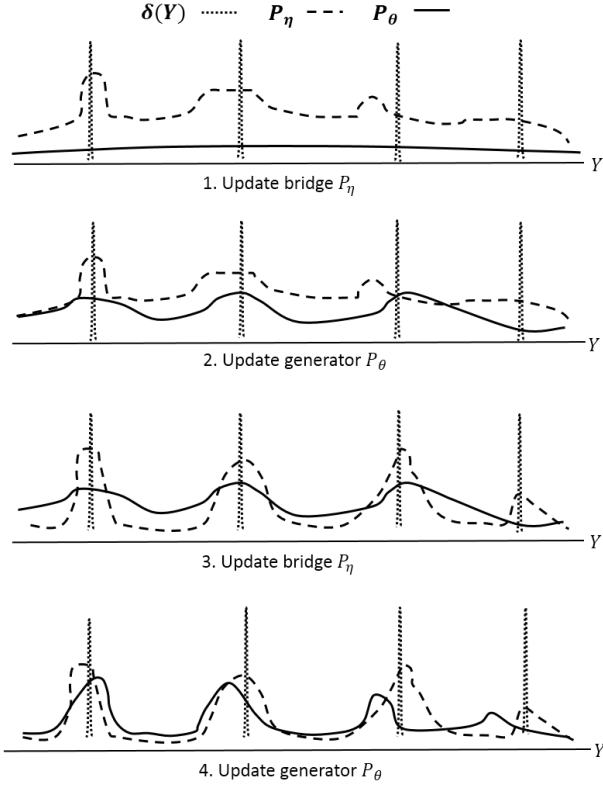 δ(Y) P_η P_θ
Y
1. Update bridge P_η
Y
2. Update generator P_θ
Y
3. Update bridge P_η
Y
4. Update generator P_θ